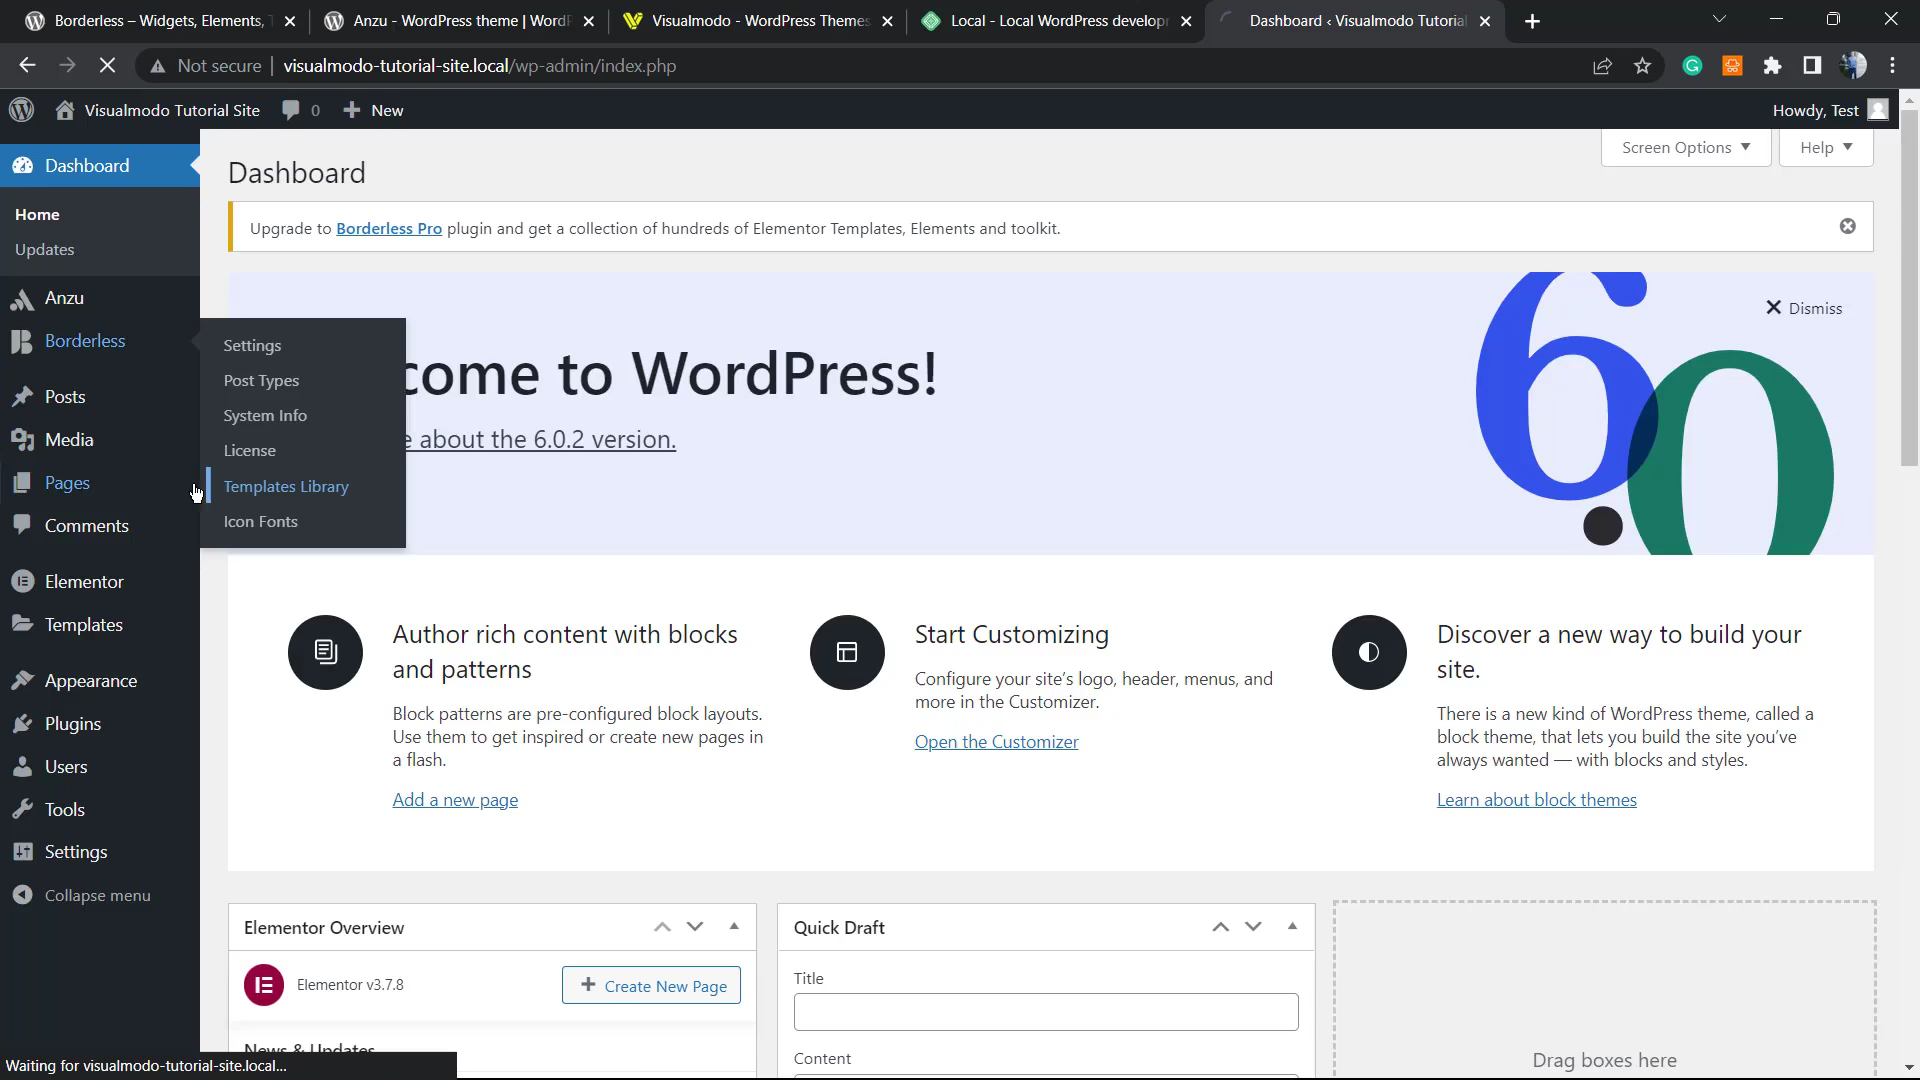 Borderless – Widgets, Elements,
Anzu - WordPress theme | Word
Visualmodo - WordPress Themes
Local - Local WordPress develop
Dashboard ‹ Visualmodo Tutorial
Not secure
visualmodo-tutorial-site.local/wp-admin/index.php
Visualmodo Tutorial Site
0
New
Howdy, Test
Dashboard
Home
Updates
Anzu
Borderless
Posts
Media
Pages
Comments
Elementor
Templates
Appearance
Plugins
Users
Tools
Settings
Collapse menu
Settings
Post Types
System Info
License
Templates Library
Icon Fonts
Dashboard
Screen Options
Help
Upgrade to Borderless Pro plugin and get a collection of hundreds of Elementor Templates, Elements and toolkit.
come to WordPress!
about the 6.0.2 version.
6.0
Dismiss
Author rich content with blocks
and patterns
Block patterns are pre-configured block layouts.
Use them to get inspired or create new pages in
a flash.
Add a new page
Start Customizing
Configure your site's logo, header, menus, and
more in the Customizer.
Open the Customizer
Discover a new way to build your
site.
There is a new kind of WordPress theme, called a
block theme, that lets you build the site you've
always wanted — with blocks and styles.
Learn about block themes
Elementor Overview
Elementor v3.7.8
Create New Page
News & Updates
Quick Draft
Title
Content
Drag boxes here
Waiting for visualmodo-tutorial-site.local...